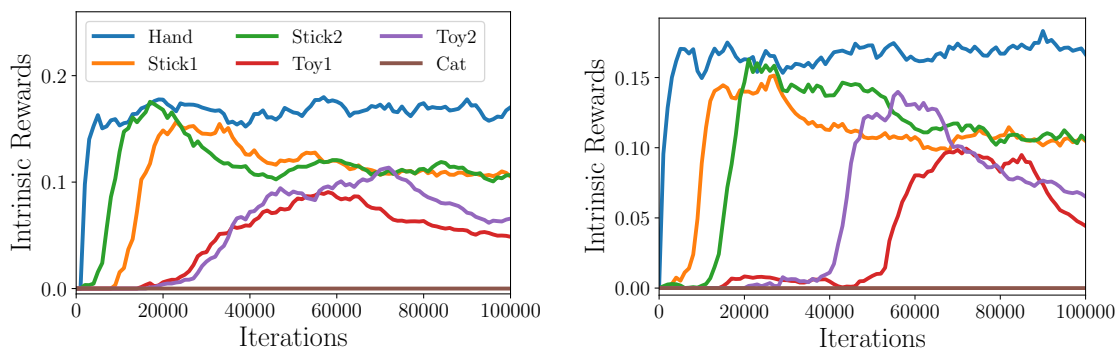 Intrinsic Rewards
0.2
0.1
0.0
Hand
Stick2
Toy2
Stick1
Toy1
Cat
0 20000 40000 60000 80000 100000
Iterations
Intrinsic Rewards
0.15
0.10
0.05
0.00
0 20000 40000 60000 80000 100000
Iterations